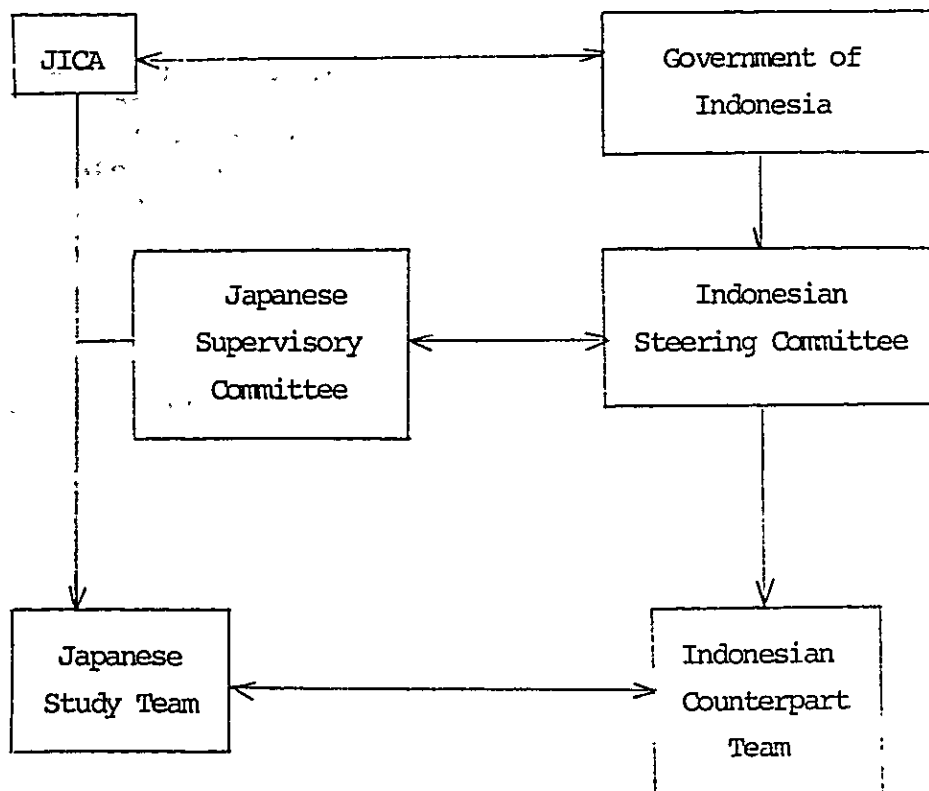 JICA
Government of
Indonesia
Japanese
Supervisory
Committee
Indonesian
Steering Committee
Japanese
Study Team
Indonesian
Counterpart
Team